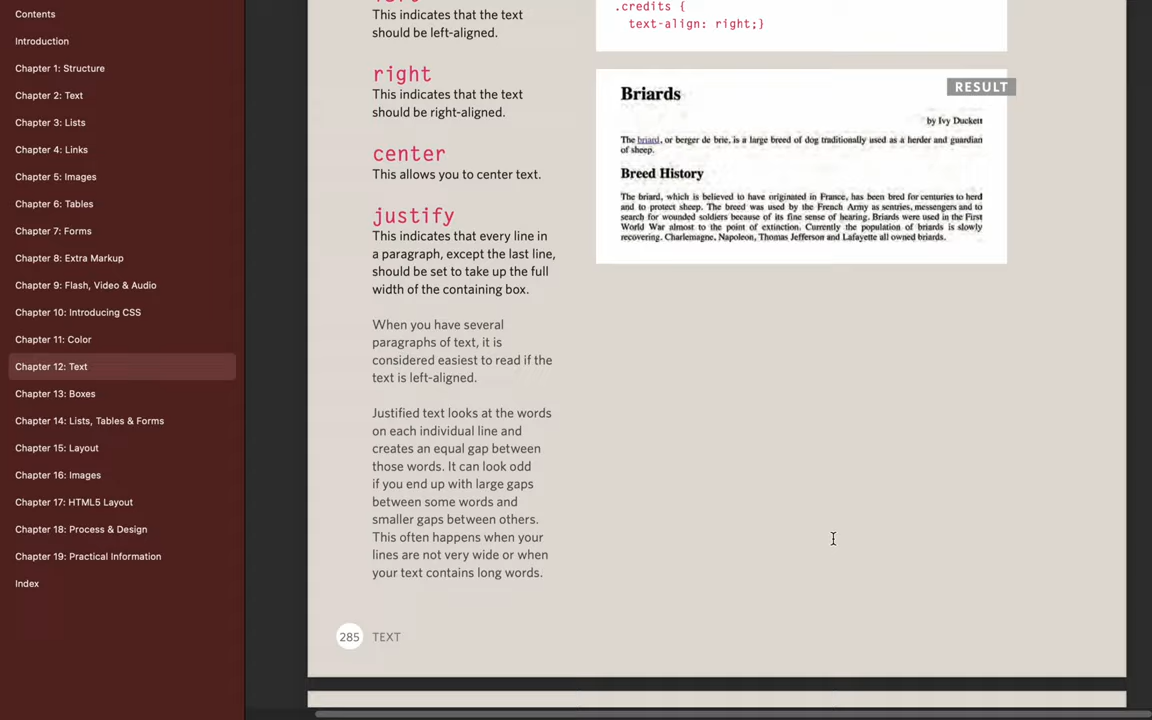 Contents
Introduction
Chapter 1: Structure
Chapter 2: Text
Chapter 3: Lists
Chapter 4: Links
Chapter 5: Images
Chapter 6: Tables
Chapter 7: Forms
Chapter 8: Extra Markup
Chapter 9: Flash, Video & Audio
Chapter 10: Introducing CSS
Chapter 11: Color
Chapter 12: Text
Chapter 13: Boxes
Chapter 14: Lists, Tables & Forms
Chapter 15: Layout
Chapter 16: Images
Chapter 17: HTML5 Layout
Chapter 18: Process & Design
Chapter 19: Practical Information
Index
This indicates that the text
should be left-aligned.
right
This indicates that the text
should be right-aligned.
center
This allows you to center text.
justify
This indicates that every line in
a paragraph, except the last line,
should be set to take up the full
width of the containing box.
When you have several
paragraphs of text, it is
considered easiest to read if the
text is left-aligned.
Justified text looks at the words
on each individual line and
creates an equal gap between
those words. It can look odd
if you end up with large gaps
between some words and
smaller gaps between others.
This often happens when your
lines are not very wide or when
your text contains long words.
285 TEXT
.credits {
text-align: right;}
RESULT
Briards
by Ivy Duckett
The briard, or berger de brie, is a large breed of dog traditionally used as a herder and guardian
of sheep.
Breed History
The briard, which is believed to have originated in France, has been bred for centuries to herd
and to protect sheep. The breed was used by the French Army as sentries, messengers and to
search for wounded soldiers because of its fine sense of hearing. Briards were used in the First
World War almost to the point of extinction. Currently the population of briards is slowly
recovering. Charlemagne, Napoleon, Thomas Jefferson and Lafayette all owned briards.